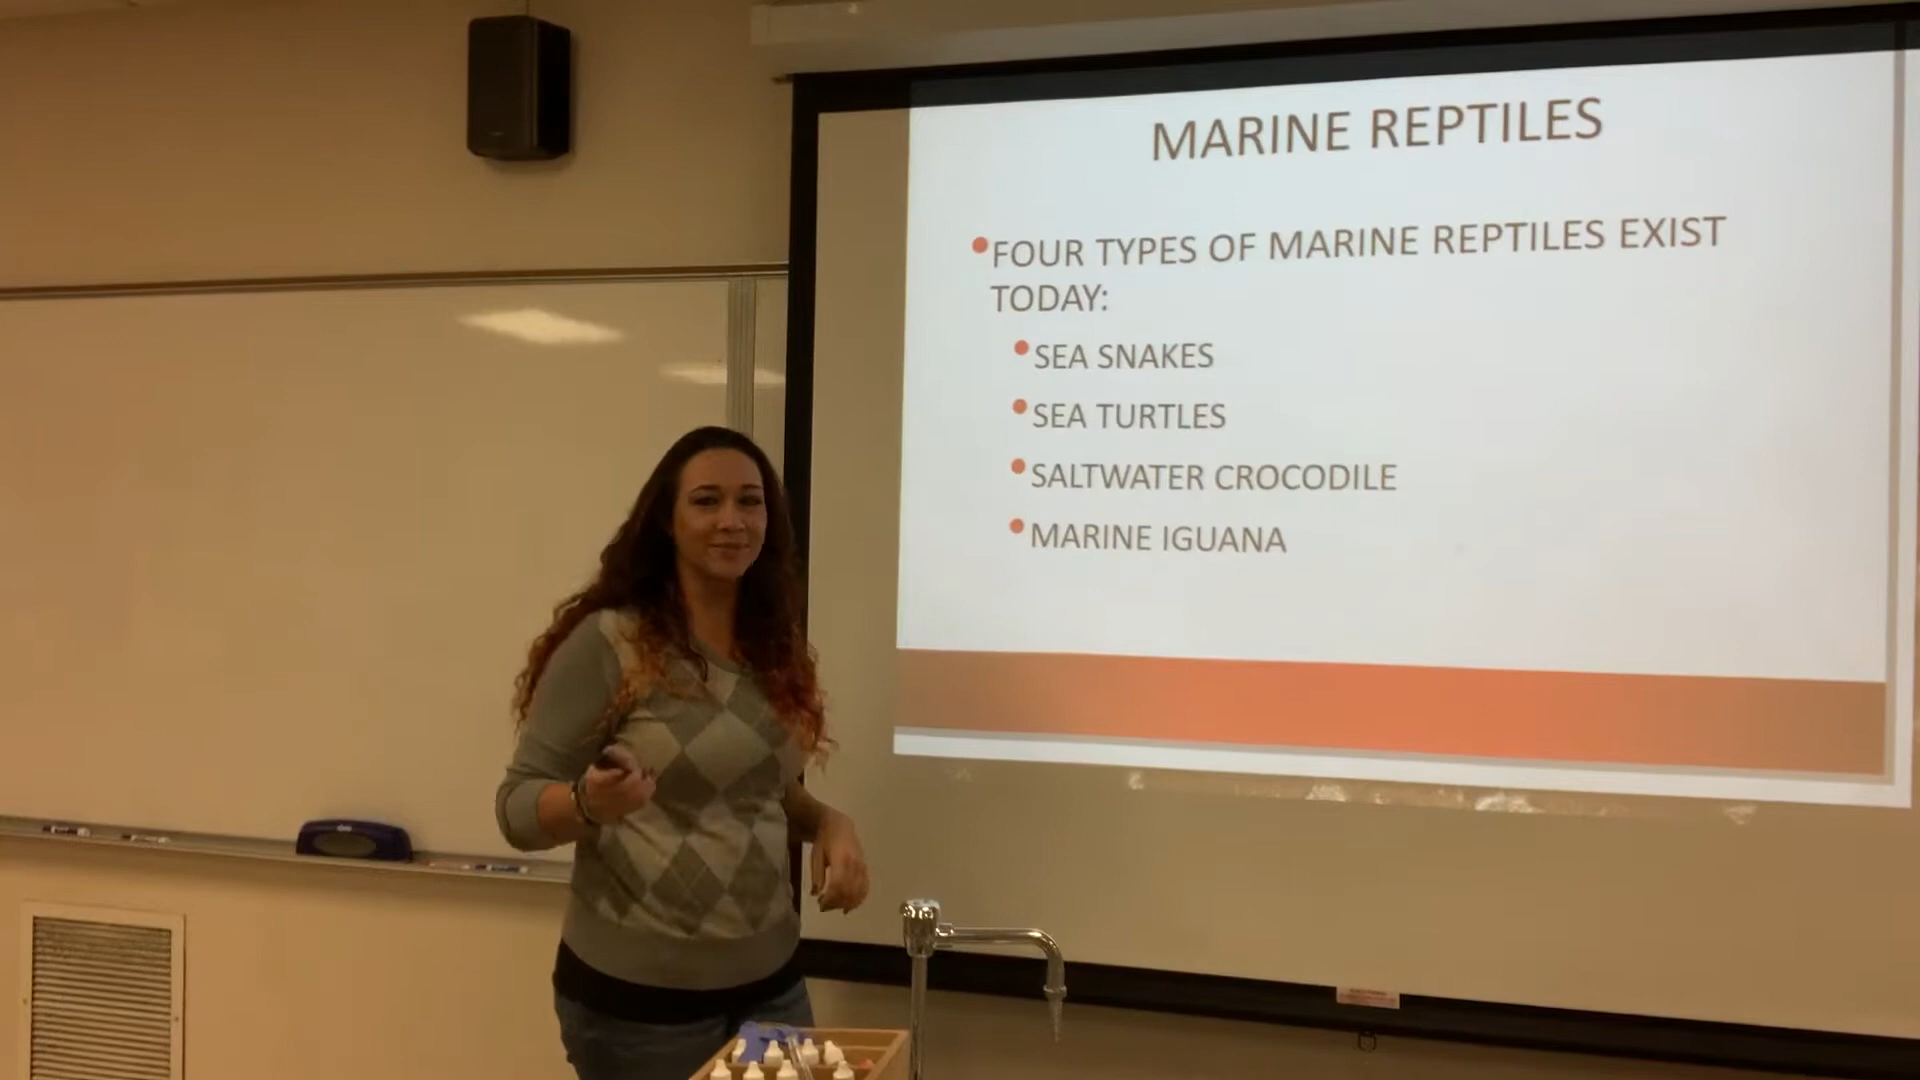 MARINE REPTILES
•FOUR TYPES OF MARINE REPTILES EXIST
TODAY:
•SEA SNAKES
•SEA TURTLES
•SALTWATER CROCODILE
•MARINE IGUANA